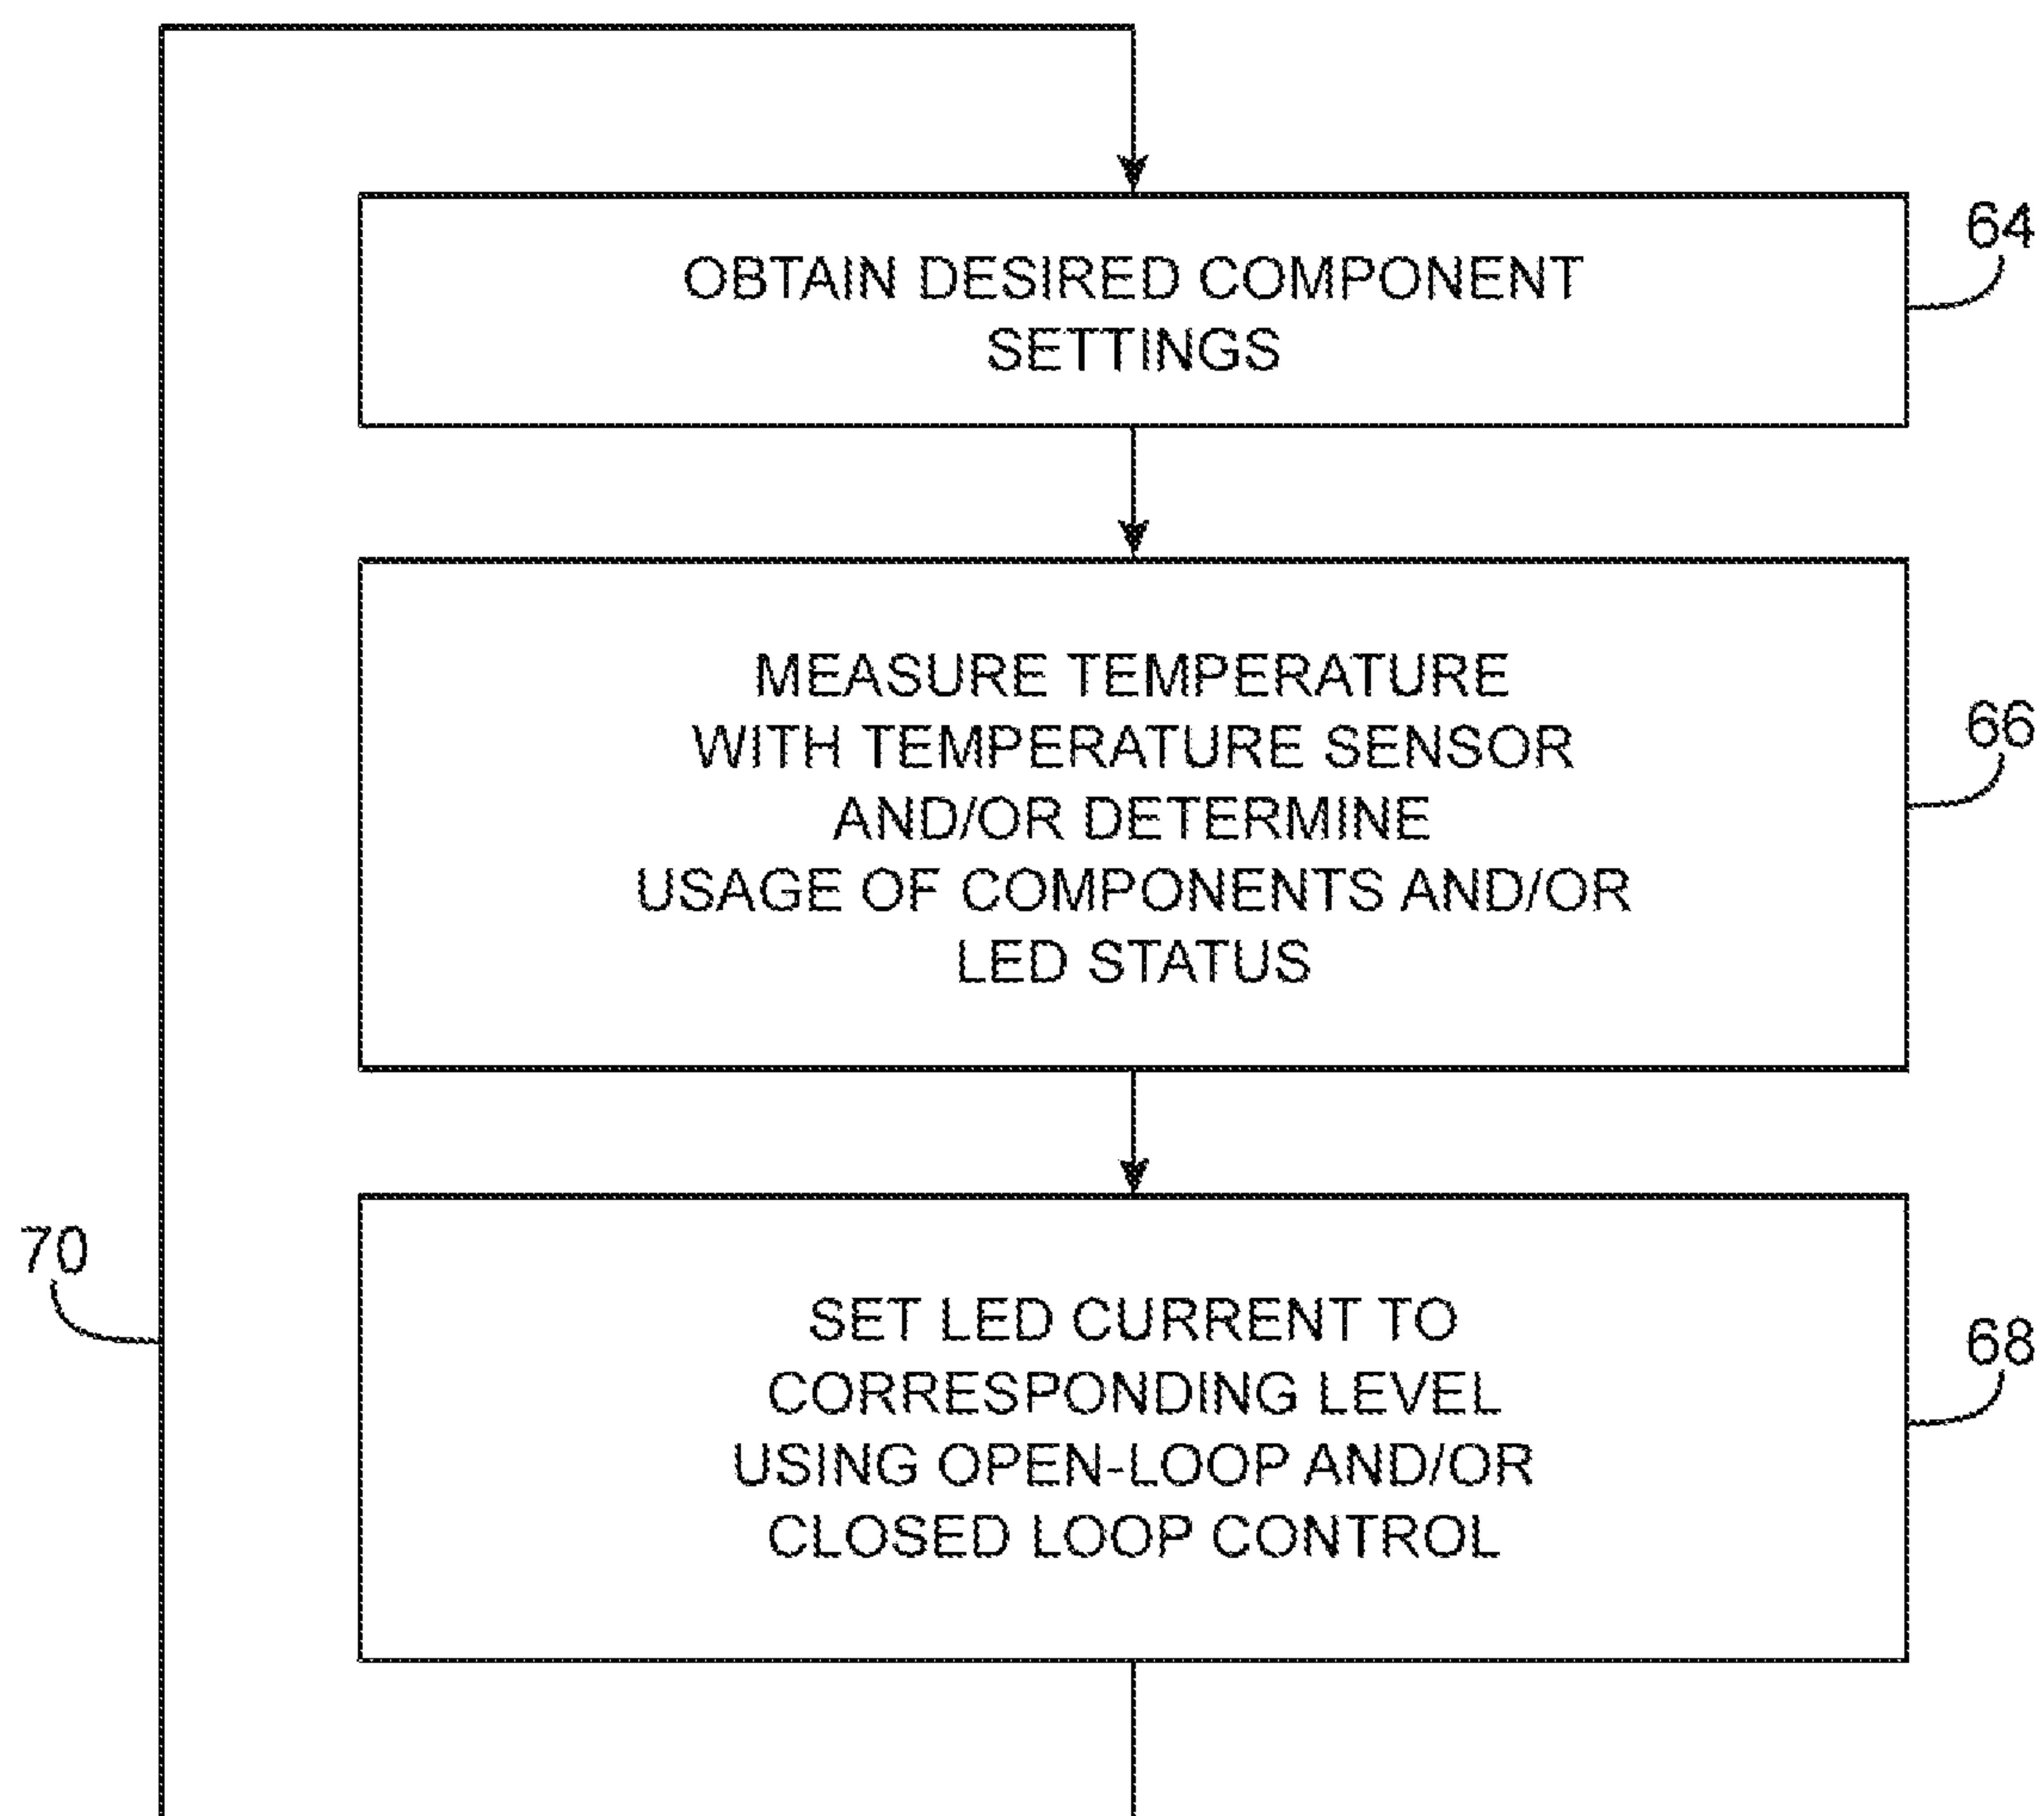 OBTAIN DESIRED COMPONENT
SETTINGS
64
MEASURE TEMPERATURE
WITH TEMPERATURE SENSOR
AND/OR DETERMINE
USAGE OF COMPONENTS AND/OR
LED STATUS
66
70
SET LED CURRENT TO
CORRESPONDING LEVEL
USING OPEN-LOOP AND/OR
CLOSED LOOP CONTROL
68